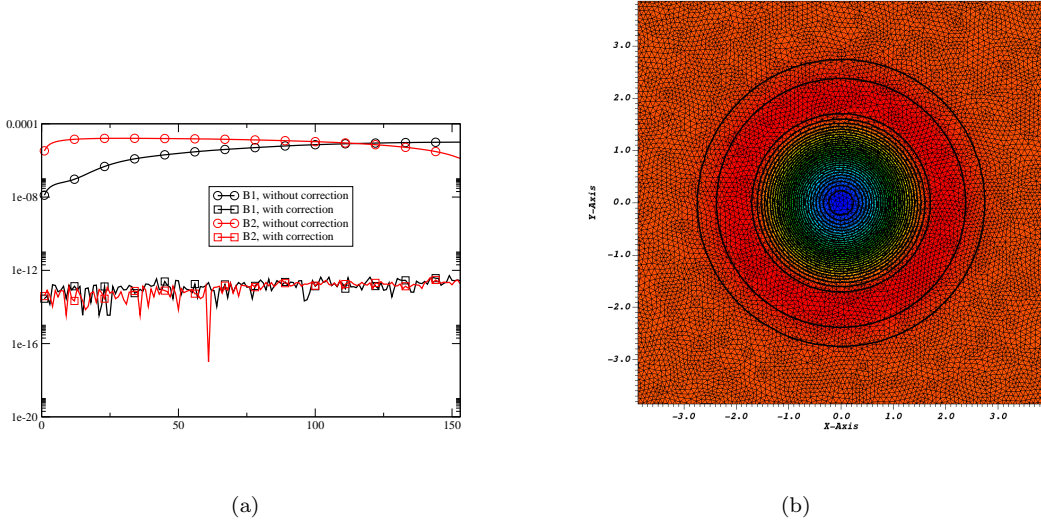 0.0001
1e-08
1e-12
1e-16
1e-20
0
50
100
150
B1, without correction
B1, with correction
B2, without correction
B2, with correction
(a)
3.0
2.0
1.0
0.0
-1.0
-2.0
-3.0
Y-Axis
-3.0
-2.0
-1.0
0.0
1.0
2.0
3.0
X-Axis
(b)